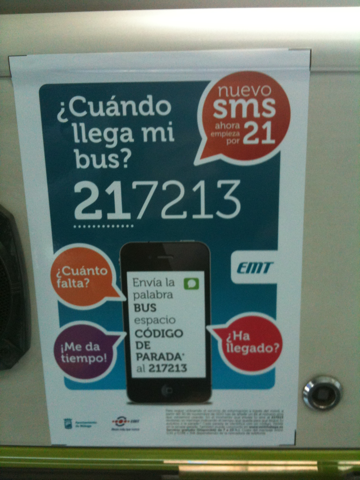 ¿Cuándo
llega mi
bus?
nuevo
sms
ahora
empieza
por 21
217213
¿Cuánto
falta?
EMT
Envía la
palabra
BUS
espacio
CÓDIGO
DE
PARADA*
al 217213
¡Me da
tiempo!
¿Ha
llegado?